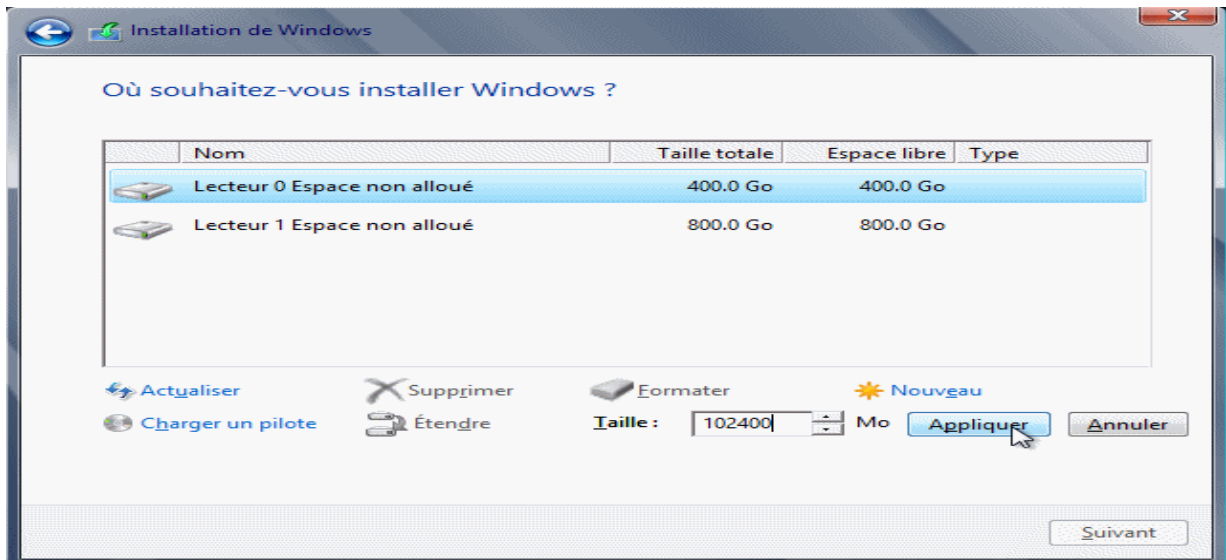 Installation de Windows
Où souhaitez-vous installer Windows ?
Nom Taille totale Espace libre Type
Lecteur 0 Espace non alloué 400.0 Go 400.0 Go
Lecteur 1 Espace non alloué 800.0 Go 800.0 Go
Actualiser Supprimer Formater Nouveau
Charger un pilote Étendre Taille : 102400 Mo Appliquer Annuler
Suivant